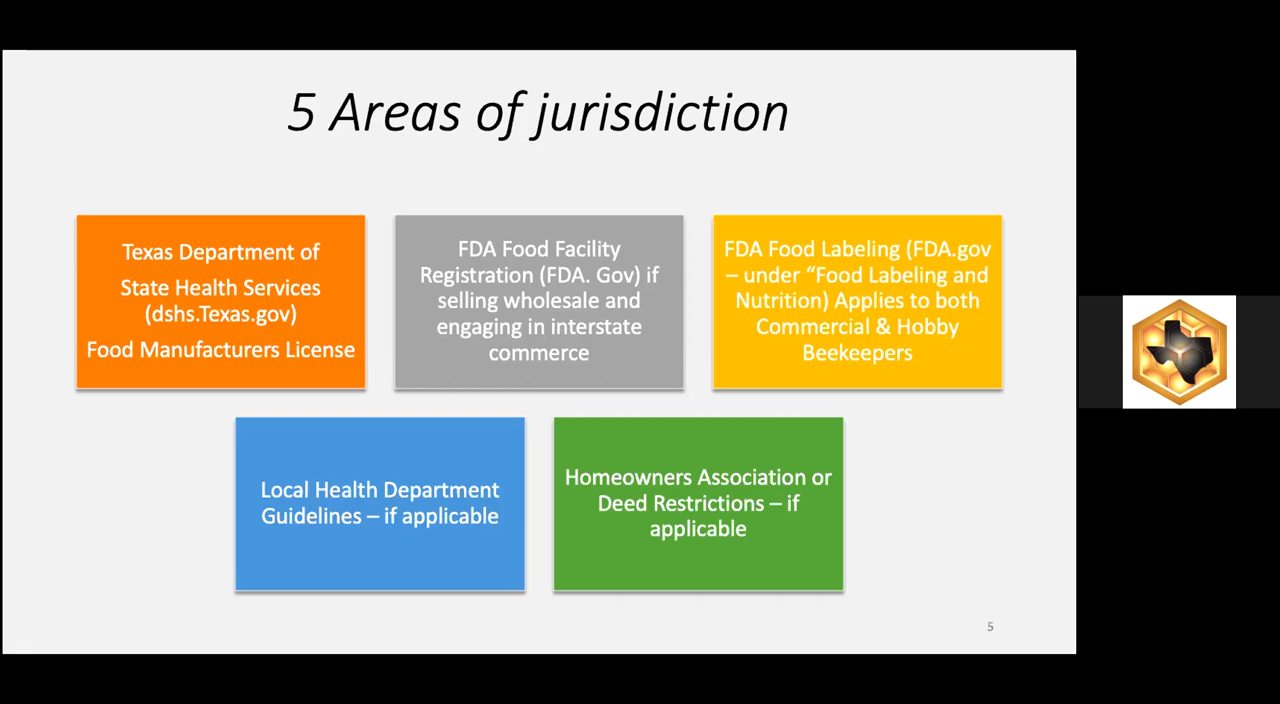 5 Areas of jurisdiction
Texas Department of
State Health Services
(dshs.Texas.gov)
Food Manufacturers License
FDA Food Facility
Registration (FDA. Gov) if
selling wholesale and
engaging in interstate
commerce
FDA Food Labeling (FDA.gov
– under “Food Labeling and
Nutrition) Applies to both
Commercial & Hobby
Beekeepers
Local Health Department
Guidelines – if applicable
Homeowners Association or
Deed Restrictions – if
applicable
5